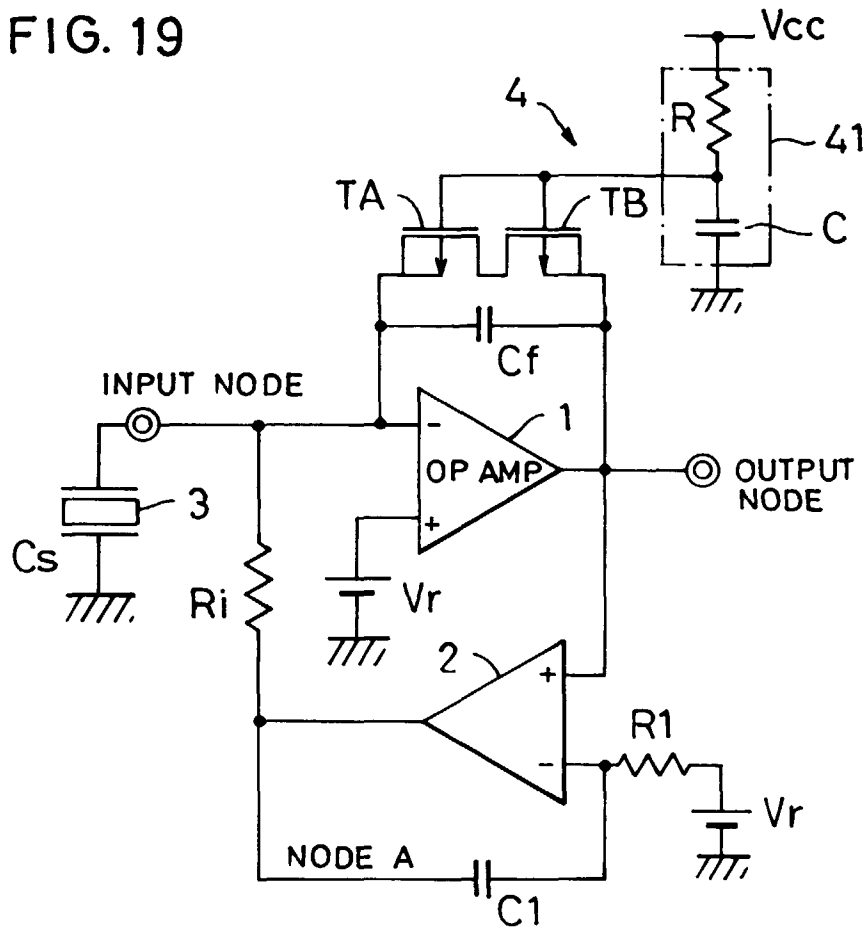 FIG. 19
Vcc
4
R
41
TA
TB
C
Cf
INPUT NODE
1
-
OP AMP
+
OUTPUT
NODE
3
Cs
Ri
Vr
2
+
-
R1
Vr
NODE A
C1